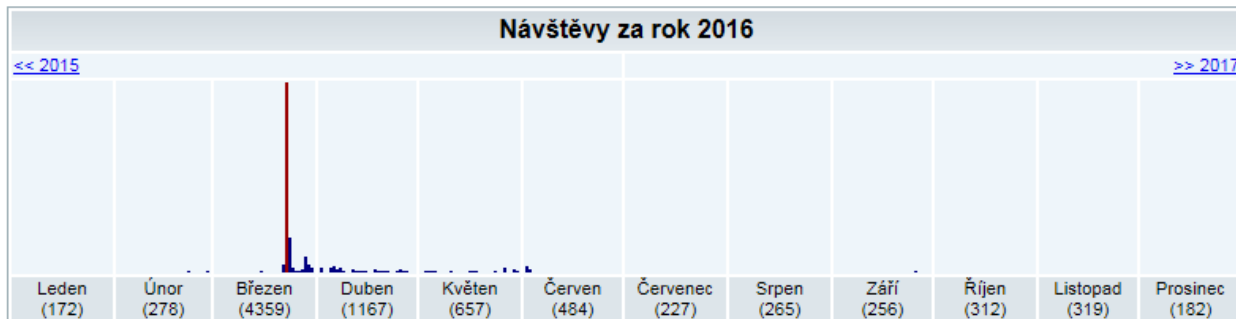 Návštěvy za rok 2016
<< 2015 >> 2017
Leden Únor Březen Duben Květen Červen Červenec Srpen Září Říjen Listopad Prosinec
(172) (278) (4359) (1167) (657) (484) (227) (265) (256) (312) (319) (182)